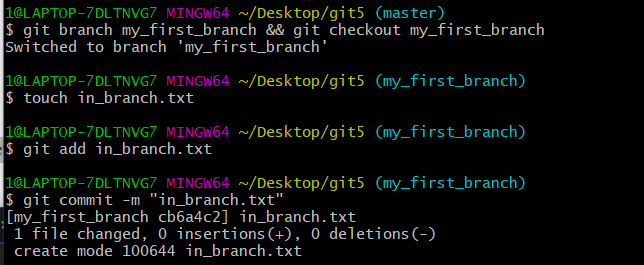 1@LAPTOP-7DLTNVG7 MINGW64 ~/Desktop/git5 (master)
$ git branch my_first_branch && git checkout my_first_branch
Switched to branch 'my_first_branch'
1@LAPTOP-7DLTNVG7 MINGW64 ~/Desktop/git5 (my_first_branch)
$ touch in_branch.txt
1@LAPTOP-7DLTNVG7 MINGW64 ~/Desktop/git5 (my_first_branch)
$ git add in_branch.txt
1@LAPTOP-7DLTNVG7 MINGW64 ~/Desktop/git5 (my_first_branch)
$ git commit -m "in_branch.txt"
[my_first_branch cb6a4c2] in_branch.txt
 1 file changed, 0 insertions(+), 0 deletions(-)
 create mode 100644 in_branch.txt